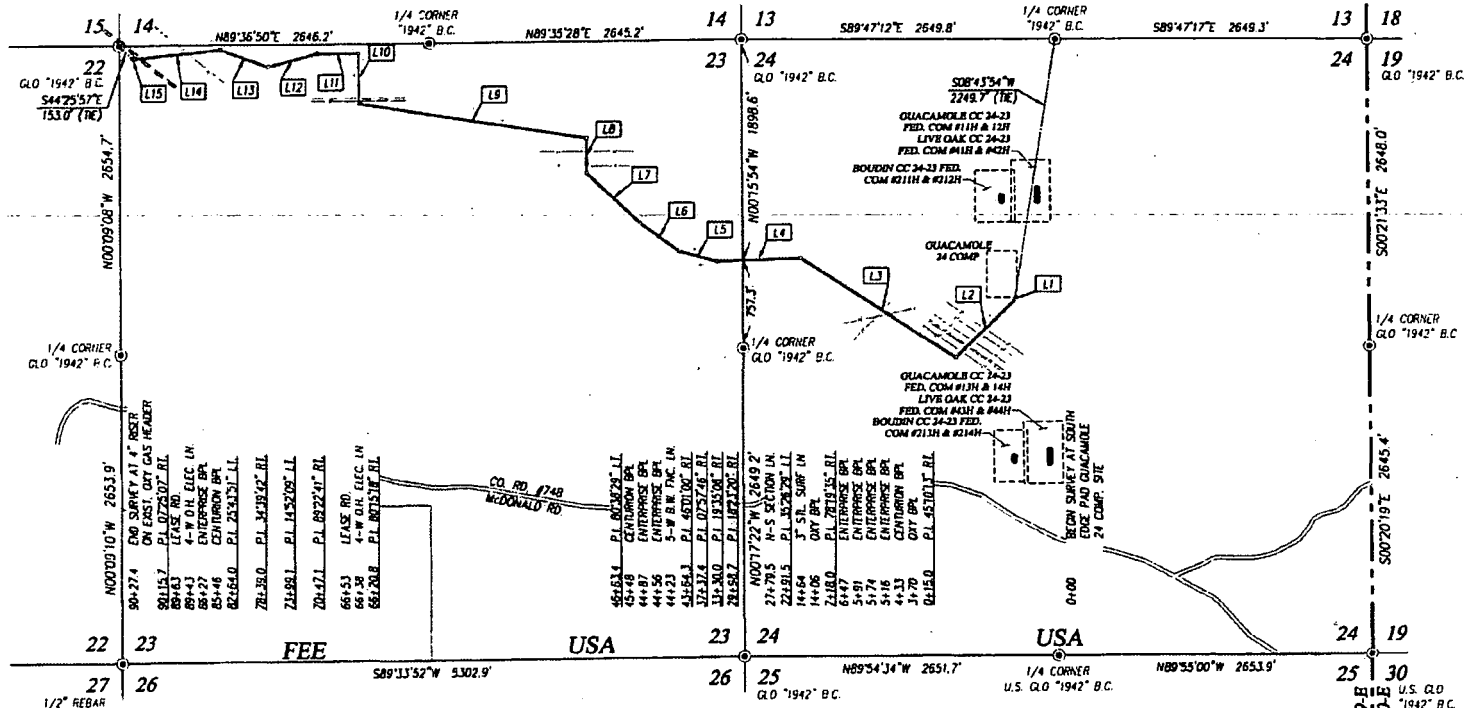 15 14
N89°36'50"E 2646.2'
1/4 CORNER
"1942" B.C.
N89°35'28"E 2645.2'
14 13
S89°47'12"E 2649.8'
1/4 CORNER
"1942" B.C.
S89°47'17"E 2649.3'
13 18
22
GLO "1942" B.C.
S44°25'57"E
153.0' (TIE)
L15
L14
L13
L12
L11
L10
L9
L8
L7
L6
L5
L4
L3
L2
L1
23 24
GLO "1942" B.C.
24 19
GLO "1942" B.C.
S08°43'54"W
2249.7' (TIE)
GUACAMOLE CC 24-23
FED. COM #11H & 12H
LIVE OAK CC 24-23
FED. COM #41H & #42H
BOUDIN CC 24-23 FED.
COM #211H & #212H
GUACAMOLE
24 COMP
N00°09'08"W 2654.7'
N00°15'54"W 1898.6'
757.3'
S00°21'33"E 2648.0'
1/4 CORNER
GLO "1942" B.C.
1/4 CORNER
GLO "1942" B.C.
1/4 CORNER
GLO "1942" B.C
GUACAMOLE CC 24-23
FED. COM #13H & 14H
LIVE OAK CC 24-23
FED. COM #43H & #44H
BOUDIN CC 24-23 FED.
COM #213H & #214H
N00°09'10"W 2653.9'
90+27.4 END SURVEY AT 4" RISER
ON EXIST. OXY GAS HEADER
90+15.7 P.I. 07°25'07" RT.
89+63 LEASE RD.
89+43 4-W O.H. ELEC. LN.
86+27 ENTERPRISE BPL
85+46 CENTURION BPL
82+64.0 P.I. 25°43'51" LT.
78+39.0 P.I. 34°39'42" RT.
73+99.1 P.I. 14°52'09" LT.
70+47.1 P.I. 89°22'41" RT.
66+53 LEASE RD.
66+38 4-W O.H. ELEC. LN
66+20.8 P.I. 80°15'18" RT.
CO. RD. #748
McDONALD RD.
46+63.4 P.I. 80°38'29" LT.
45+48 CENTURION BPL
44+87 ENTERPRISE BPL
44+56 ENTERPRISE BPL
44+23 5-W B.W. FNC. LN.
43+64.3 P.I. 46°01'00" RT.
37+37.4 P.I. 07°57'46" RT.
33+30.0 P.I. 19°35'08" RT.
29+98.7 P.I. 18°23'20" RT.
N00°17'22"W 2649.2'
27+79.5 N-S SECTION LN.
22+91.5 P.I. 35°26'29" LT.
14+64 3" STL. SURF LN
14+06 OXY BPL
7+18.0 P.I. 78°19'35" RT.
6+47 ENTERPRISE BPL
5+91 ENTERPRISE BPL
5+74 ENTERPRISE BPL
5+16 ENTERPRISE BPL
4+33 CENTURION BPL
3+70 OXY BPL
0+15.0 P.I. 45°10'13" RT.
0+00 BEGIN SURVEY AT SOUTH
EDGE PAD GUACAMOLE
24 COMP. SITE
S00°20'19"E 2645.4'
22 23
FEE
USA
23 24
USA
24 19
27 26
1/2" REBAR
S89°33'52"W 5302.9'
26 25
GLO "1942" B.C.
N89°54'34"W 2651.7'
1/4 CORNER
U.S. GLO "1942" B.C.
N89°55'00"W 2653.9'
25 30
U.S. GLO
"1942" B.C.